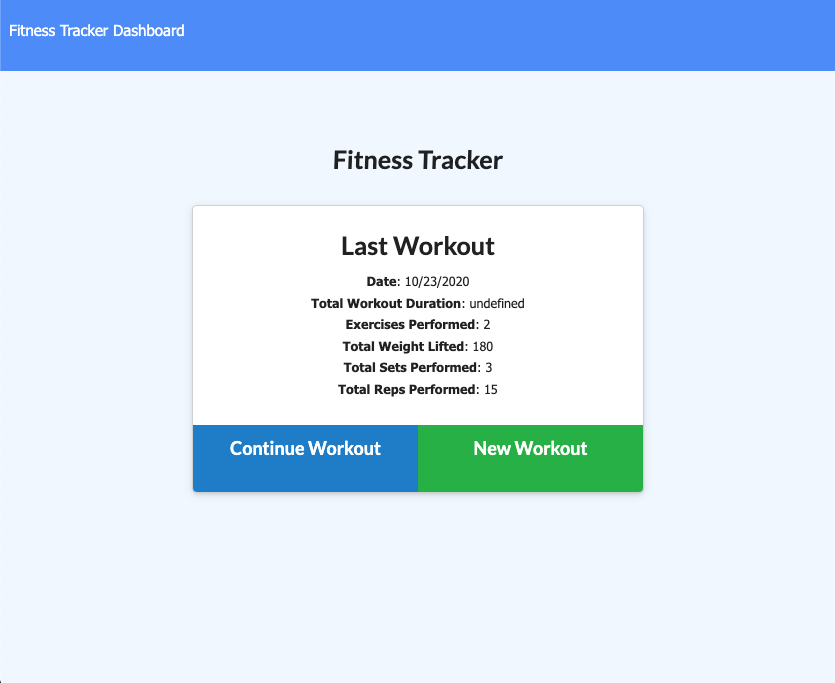 Fitness Tracker Dashboard
Fitness Tracker
Last Workout
Date: 10/23/2020
Total Workout Duration: undefined
Exercises Performed: 2
Total Weight Lifted: 180
Total Sets Performed: 3
Total Reps Performed: 15
Continue Workout New Workout